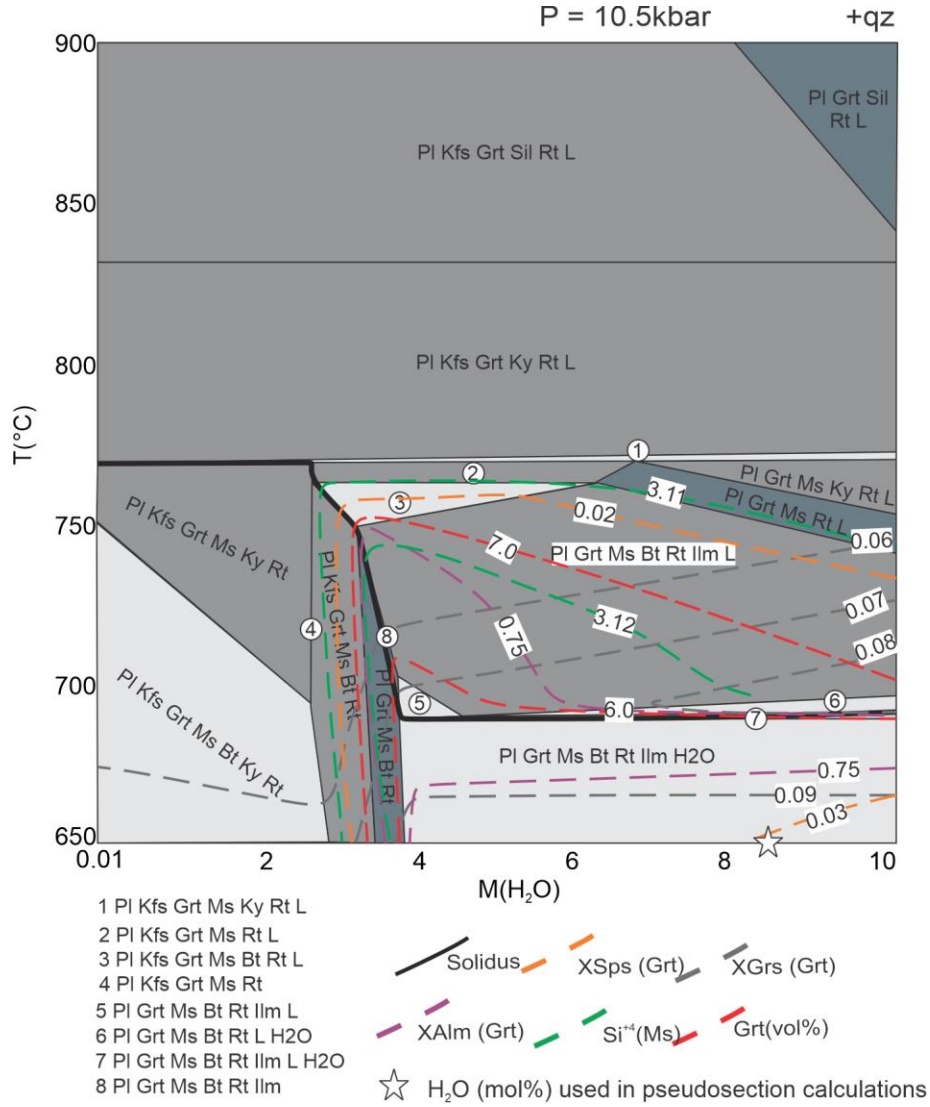 P = 10.5kbar +qz
900
850
800
750
700
650
T(°C)
Pl Grt Sil
Rt L
Pl Kfs Grt Sil Rt L
Pl Kfs Grt Ky Rt L
1
2
3
4
5
6
7
8
Pl Grt Ms Ky Rt L
Pl Grt Ms Rt L
Pl Kfs Grt Ms Ky Rt
Pl Kfs Grt Ms Bt Ky Rt
Pl Kfs Grt Ms Bt Rt
Pl Grt Ms Bt Rt
Pl Grt Ms Bt Rt Ilm L
Pl Grt Ms Bt Rt Ilm H2O
3.11
0.02
0.06
7.0
0.07
0.75
3.12
0.08
6.0
0.75
0.09
0.03
0.01 2 4 6 8 10
M(H₂O)
1 Pl Kfs Grt Ms Ky Rt L
2 Pl Kfs Grt Ms Rt L
3 Pl Kfs Grt Ms Bt Rt L
4 Pl Kfs Grt Ms Rt
5 Pl Grt Ms Bt Rt Ilm L
6 Pl Grt Ms Bt Rt L H2O
7 Pl Grt Ms Bt Rt Ilm L H2O
8 Pl Grt Ms Bt Rt Ilm
Solidus
XSps (Grt)
XGrs (Grt)
XAlm (Grt)
Si⁺⁴(Ms)
Grt(vol%)
H₂O (mol%) used in pseudosection calculations